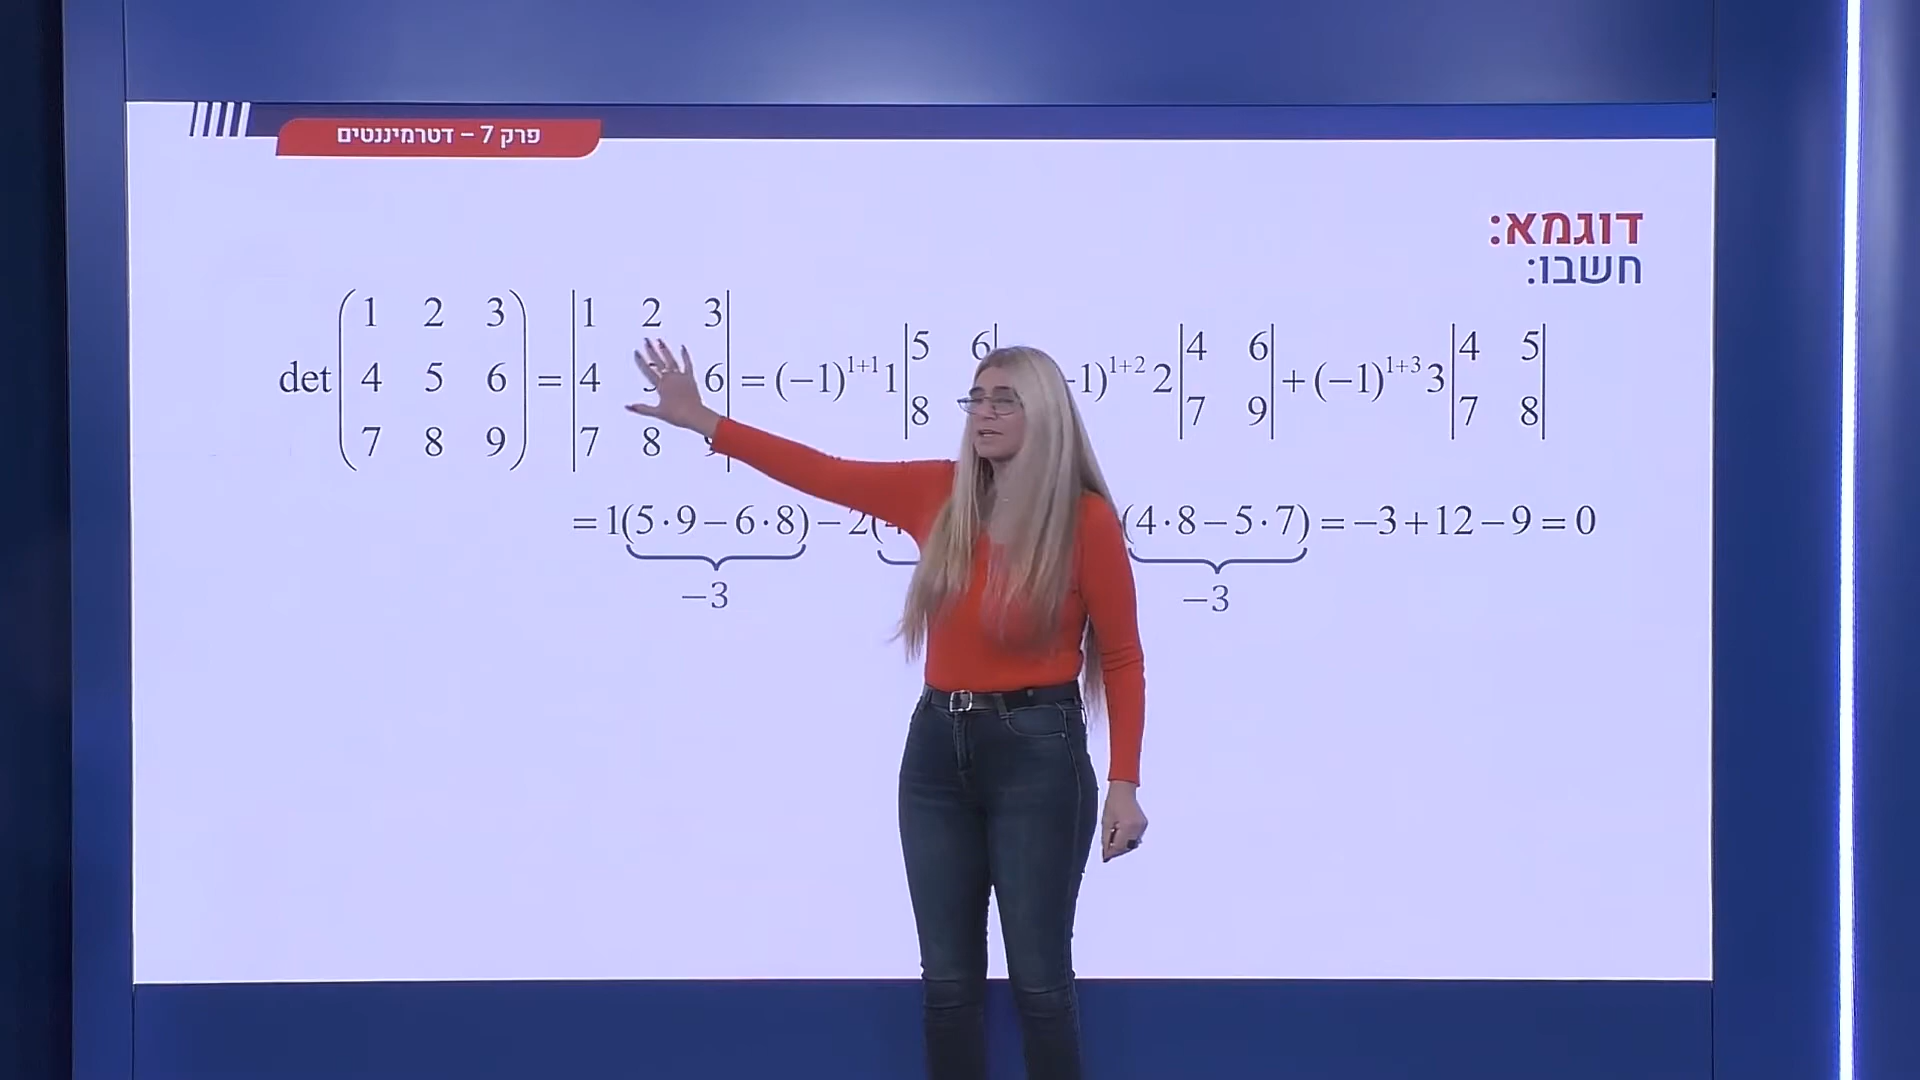 פרק 7 – דטרמיננטים
דוגמא:
חשבו:
det (1 2 3
4 5 6
7 8 9) = |1 2 3
4 6
7 8| = (−1)¹⁺¹ 1 |5 6
8 −1)¹⁺² 2 |4 6
7 9| + (−1)¹⁺³ 3 |4 5
7 8|
= 1(5·9 − 6·8) − 2( (4·8 − 5·7) = −3 + 12 − 9 = 0
−3 −3